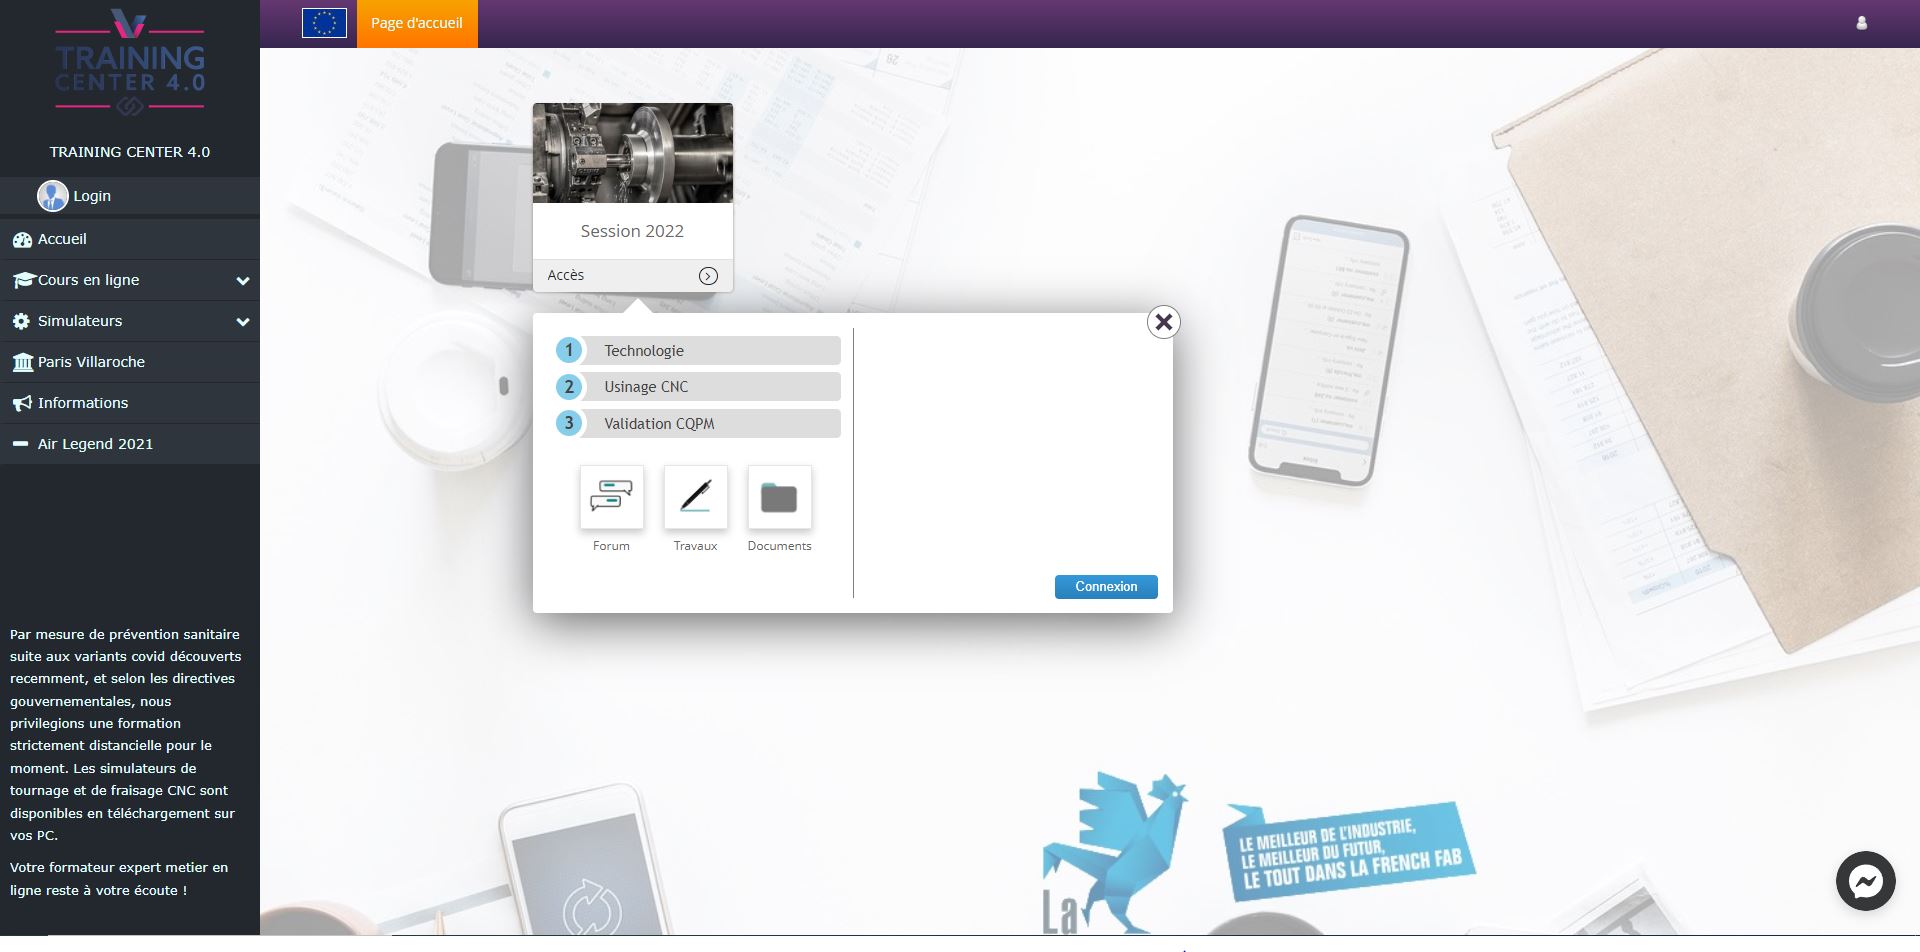 TRAINING
CENTER 4.0
TRAINING CENTER 4.0
Login
Accueil
Cours en ligne
Simulateurs
Paris Villaroche
Informations
Air Legend 2021
Par mesure de prévention sanitaire
suite aux variants covid découverts
recemment, et selon les directives
gouvernementales, nous
privilegions une formation
strictement distancielle pour le
moment. Les simulateurs de
tournage et de fraisage CNC sont
disponibles en téléchargement sur
vos PC.
Votre formateur expert metier en
ligne reste à votre écoute !
Page d'accueil
Session 2022
Accès
1 Technologie
2 Usinage CNC
3 Validation CQPM
Forum Travaux Documents
Connexion
LE MEILLEUR DE L'INDUSTRIE,
LE MEILLEUR DU FUTUR,
LE TOUT DANS LA FRENCH FAB
La